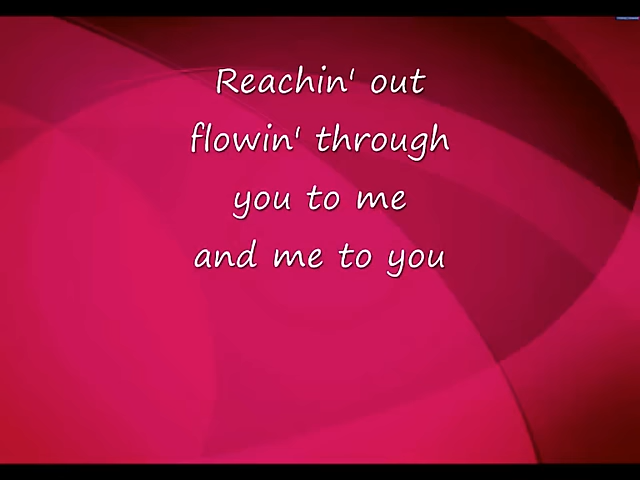 Reachin' out
flowin' through
you to me
and me to you